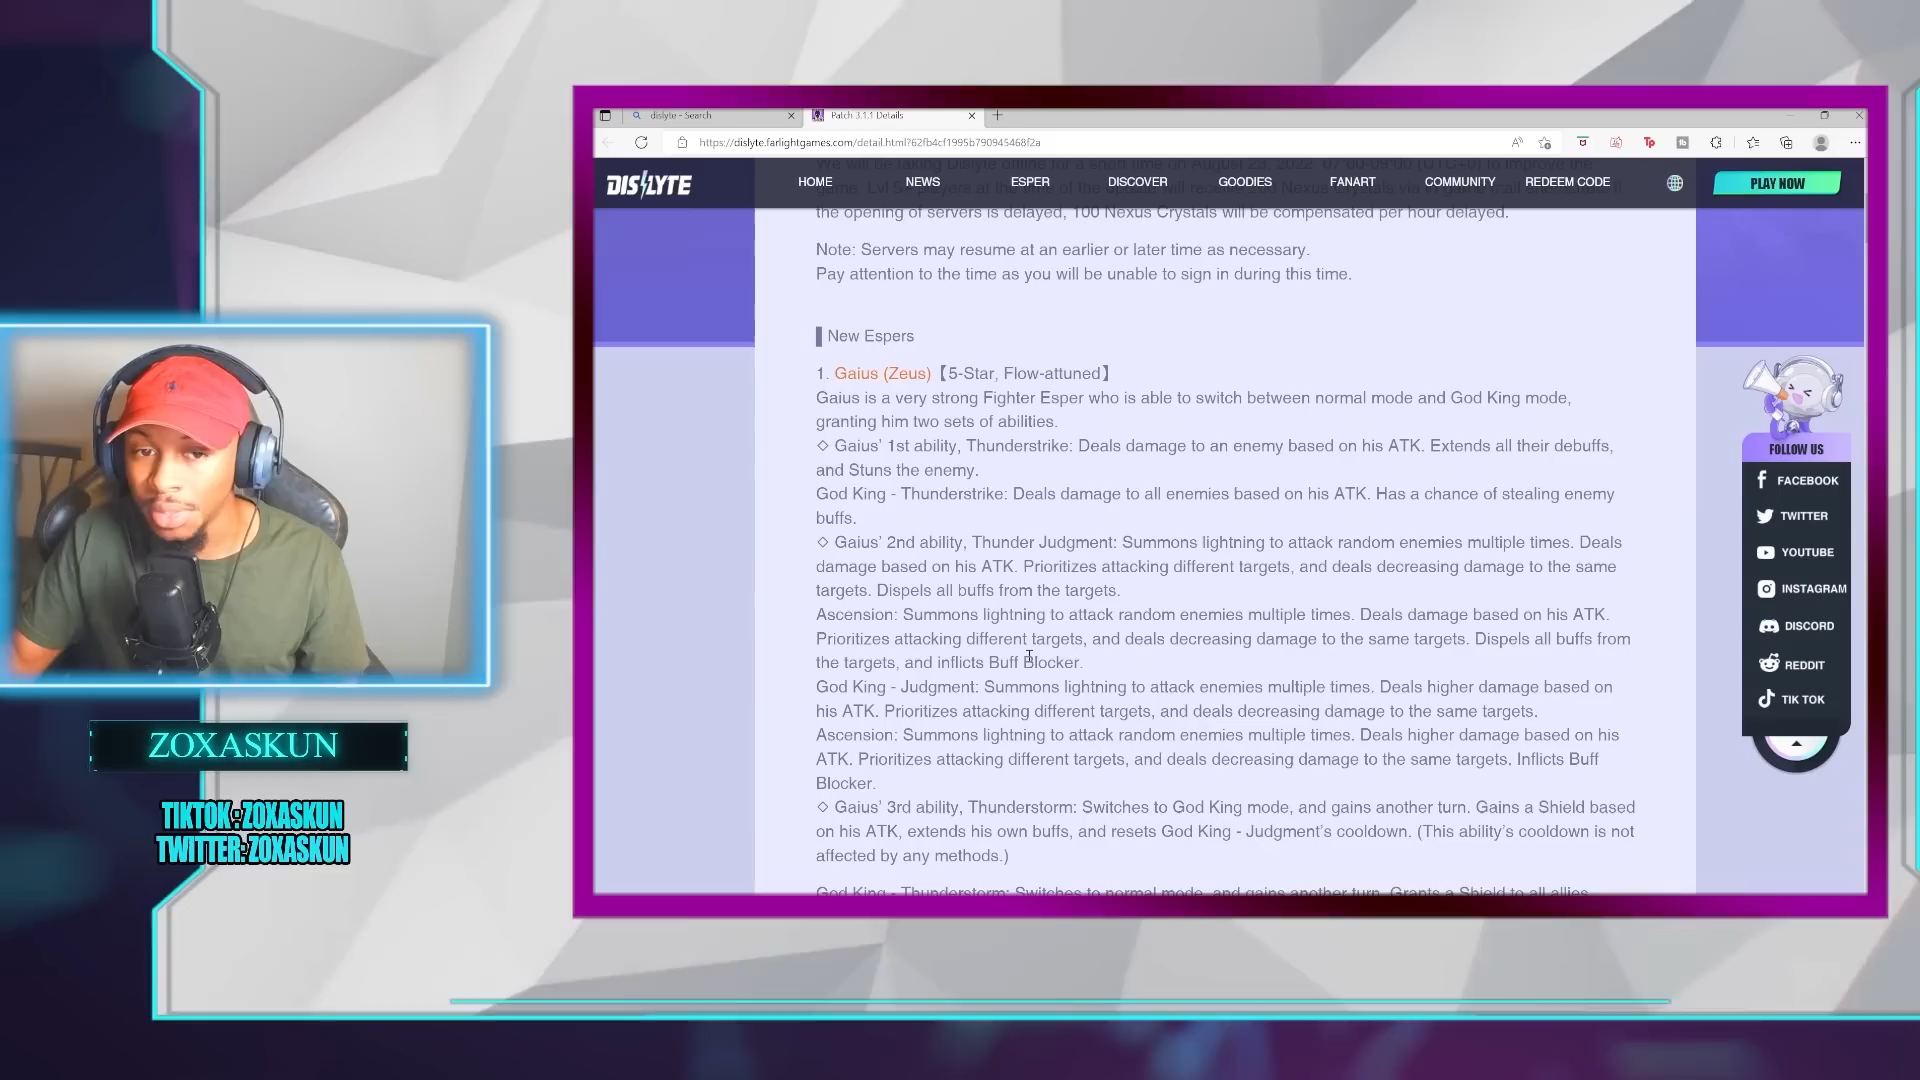 dislyte - Search
Patch 3.1.1 Details
https://dislyte.farlightgames.com/detail.html?62fb4cf1995b790945468f2a
DISLYTE
HOME
NEWS
ESPER
DISCOVER
GOODIES
FANART
COMMUNITY
REDEEM CODE
PLAY NOW
the opening of servers is delayed, 100 Nexus Crystals will be compensated per hour delayed.
Note: Servers may resume at an earlier or later time as necessary.
Pay attention to the time as you will be unable to sign in during this time.
New Espers
1. Gaius (Zeus)【5-Star, Flow-attuned】
Gaius is a very strong Fighter Esper who is able to switch between normal mode and God King mode,
granting him two sets of abilities.
◇ Gaius' 1st ability, Thunderstrike: Deals damage to an enemy based on his ATK. Extends all their debuffs,
and Stuns the enemy.
God King - Thunderstrike: Deals damage to all enemies based on his ATK. Has a chance of stealing enemy
buffs.
◇ Gaius' 2nd ability, Thunder Judgment: Summons lightning to attack random enemies multiple times. Deals
damage based on his ATK. Prioritizes attacking different targets, and deals decreasing damage to the same
targets. Dispels all buffs from the targets.
Ascension: Summons lightning to attack random enemies multiple times. Deals damage based on his ATK.
Prioritizes attacking different targets, and deals decreasing damage to the same targets. Dispels all buffs from
the targets, and inflicts Buff Blocker.
God King - Judgment: Summons lightning to attack enemies multiple times. Deals higher damage based on
his ATK. Prioritizes attacking different targets, and deals decreasing damage to the same targets.
Ascension: Summons lightning to attack random enemies multiple times. Deals higher damage based on his
ATK. Prioritizes attacking different targets, and deals decreasing damage to the same targets. Inflicts Buff
Blocker.
◇ Gaius' 3rd ability, Thunderstorm: Switches to God King mode, and gains another turn. Gains a Shield based
on his ATK, extends his own buffs, and resets God King - Judgment's cooldown. (This ability's cooldown is not
affected by any methods.)
God King - Thunderstorm: Switches to normal mode, and gains another turn. Grants a Shield to all allies
FOLLOW US
FACEBOOK
TWITTER
YOUTUBE
INSTAGRAM
DISCORD
REDDIT
TIK TOK
ZOXASKUN
TIKTOK: ZOXASKUN
TWITTER: ZOXASKUN